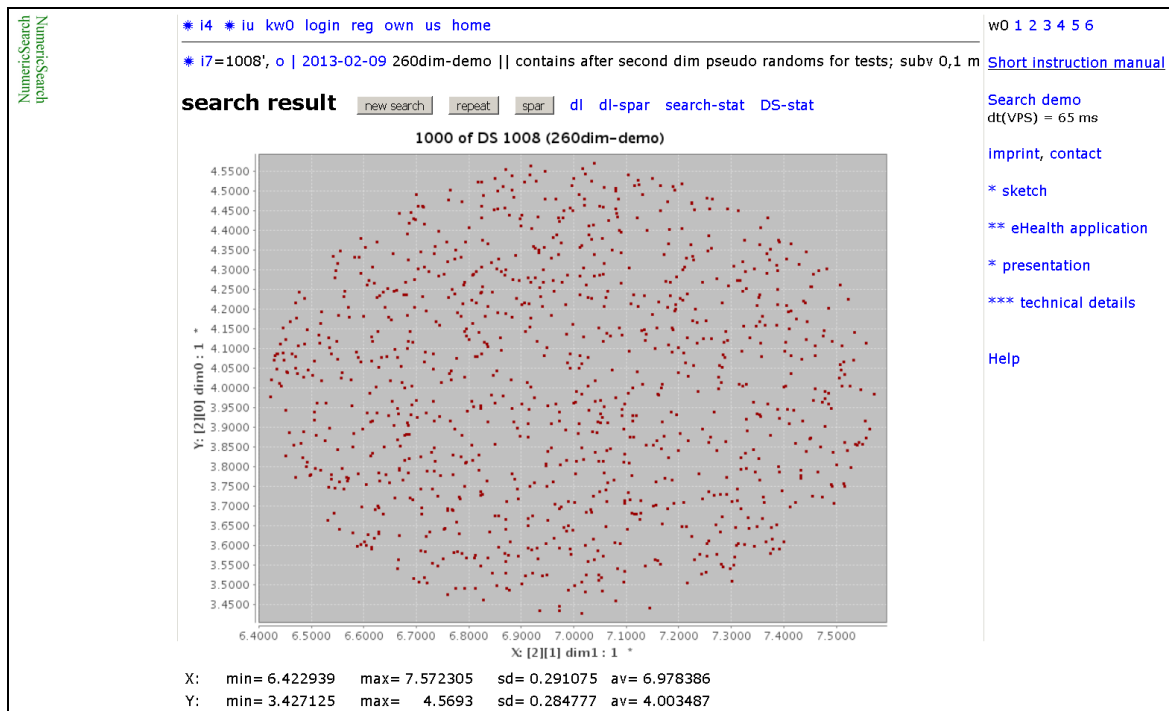 NumericSearch
NumericSearch
✷ i4 ✷ iu kw0 login reg own us home
✷ i7=1008', o | 2013-02-09 260dim-demo || contains after second dim pseudo randoms for tests; subv 0,1 m
search result new search repeat spar dl dl-spar search-stat DS-stat
1000 of DS 1008 (260dim-demo)
4.5500
4.5000
4.4500
4.4000
4.3500
4.3000
4.2500
4.2000
4.1500
4.1000
4.0500
4.0000
3.9500
3.9000
3.8500
3.8000
3.7500
3.7000
3.6500
3.6000
3.5500
3.5000
3.4500
Y: [2][0] dim0 : 1 *
6.4000 6.5000 6.6000 6.7000 6.8000 6.9000 7.0000 7.1000 7.2000 7.3000 7.4000 7.5000
X: [2][1] dim1 : 1 *
X: min= 6.422939 max= 7.572305 sd= 0.291075 av= 6.978386
Y: min= 3.427125 max= 4.5693 sd= 0.284777 av= 4.003487
w0 1 2 3 4 5 6
Short instruction manual
Search demo
dt(VPS) = 65 ms
imprint, contact
* sketch
** eHealth application
* presentation
*** technical details
Help